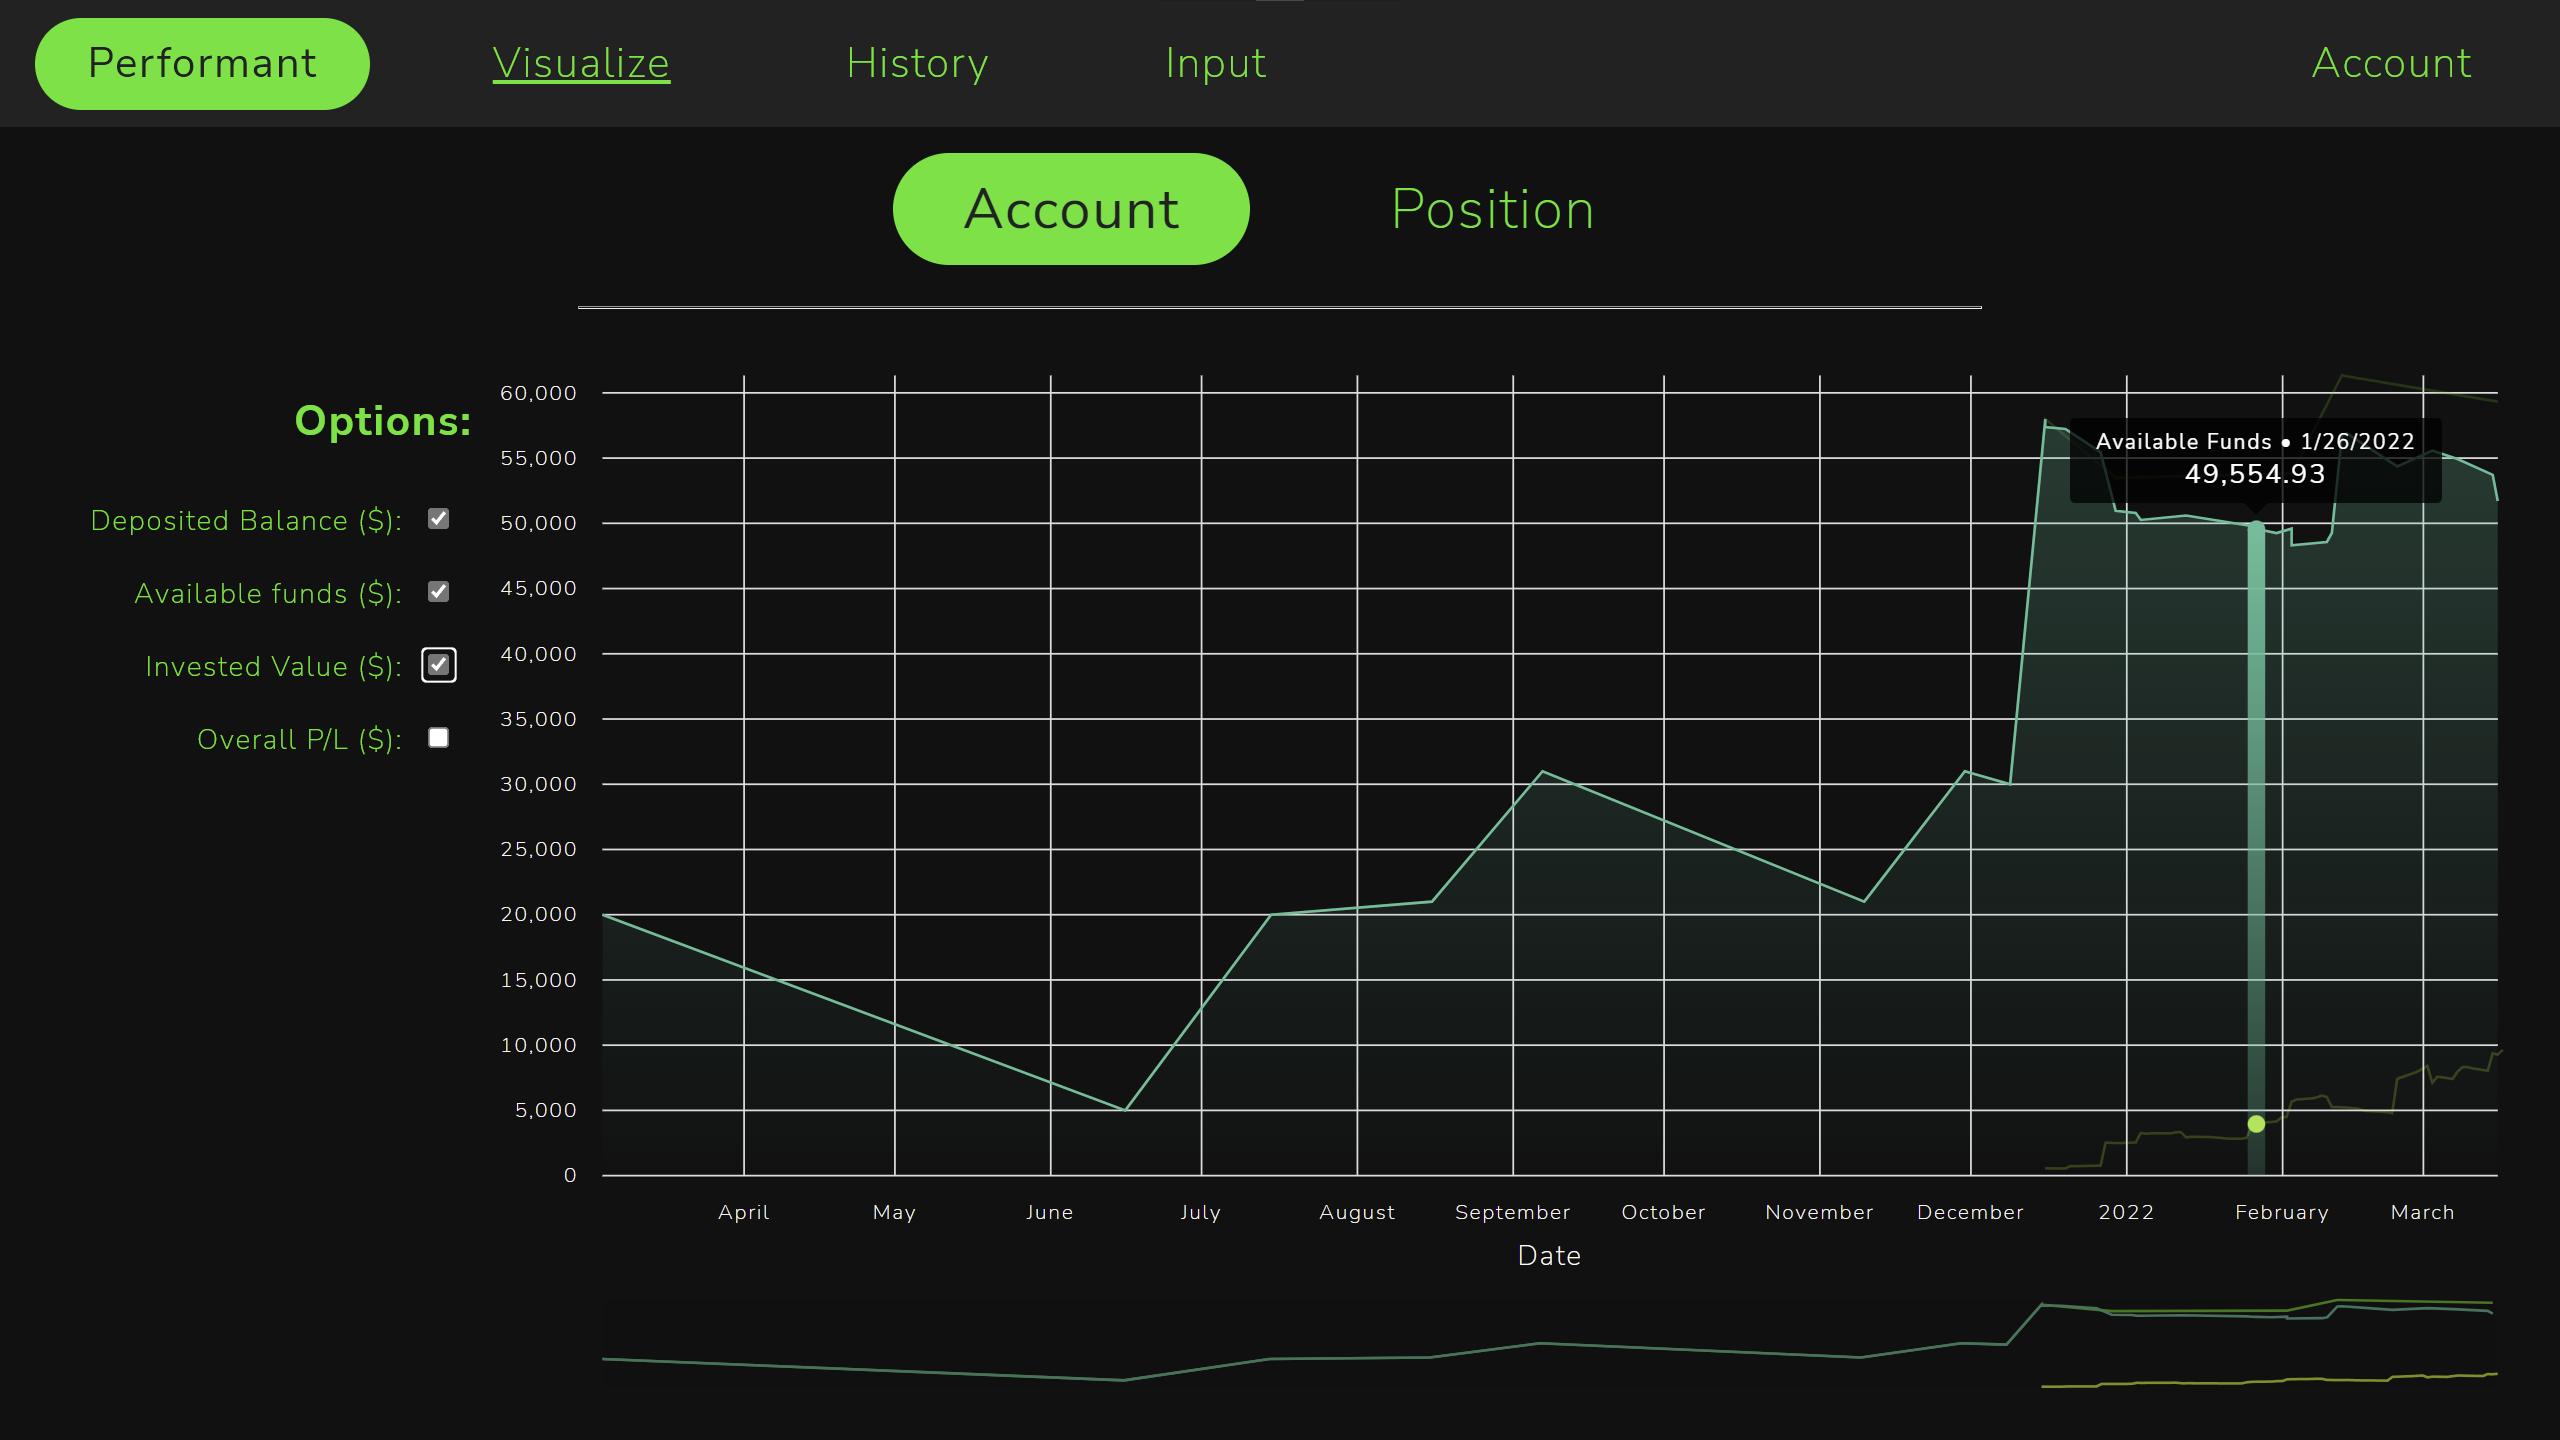 Performant Visualize History Input Account
Account Position
Options:
Deposited Balance ($):
Available funds ($):
Invested Value ($):
Overall P/L ($):
60,000
55,000
50,000
45,000
40,000
35,000
30,000
25,000
20,000
15,000
10,000
5,000
0
Available Funds • 1/26/2022
49,554.93
April May June July August September October November December 2022 February March
Date